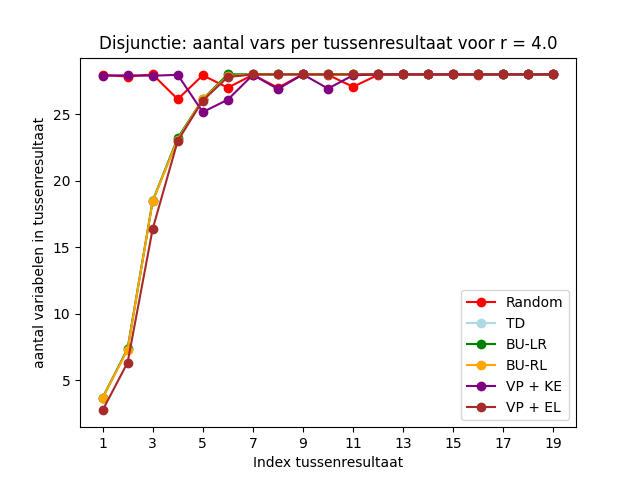 Disjunctie: aantal vars per tussenresultaat voor r = 4.0
aantal variabelen in tussenresultaat
25
20
15
10
5
Random
TD
BU-LR
BU-RL
VP + KE
VP + EL
1 3 5 7 9 11 13 15 17 19
Index tussenresultaat